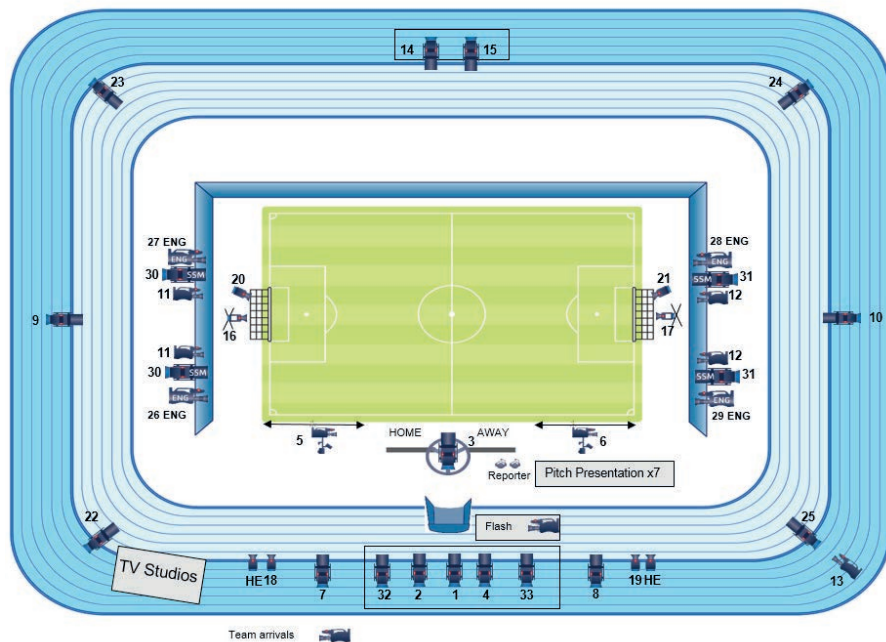 14 15
23
24
27 ENG
ENG
30 SSM
11
28 ENG
ENG
SSM 31
12
20
16
21
17
9
10
11
30 SSM
ENG
26 ENG
12
SSM 31
ENG
29 ENG
5
HOME AWAY
3
6
Reporter
Pitch Presentation x7
Flash
22
25
TV Studios
HE 18
7
32 2 1 4 33
8
19 HE
13
Team arrivals